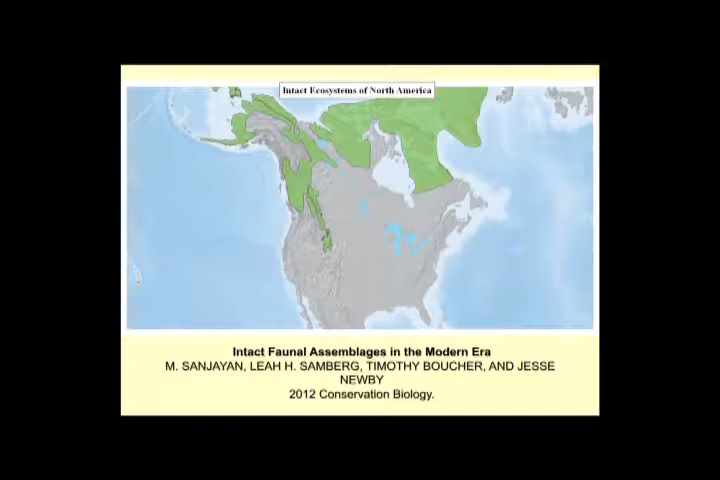 Intact Ecosystems of North America
Intact Faunal Assemblages in the Modern Era
M. SANJAYAN, LEAH H. SAMBERG, TIMOTHY BOUCHER, AND JESSE
NEWBY
2012 Conservation Biology.